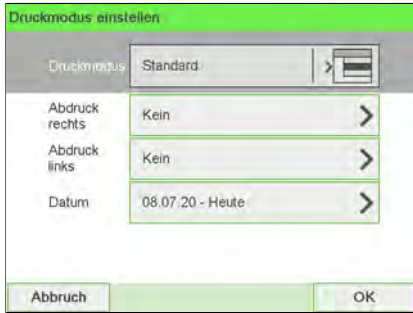 Druckmodus einstellen
Druckmodus Standard
Abdruck rechts Kein
Abdruck links Kein
Datum 08.07.20 - Heute
Abbruch OK